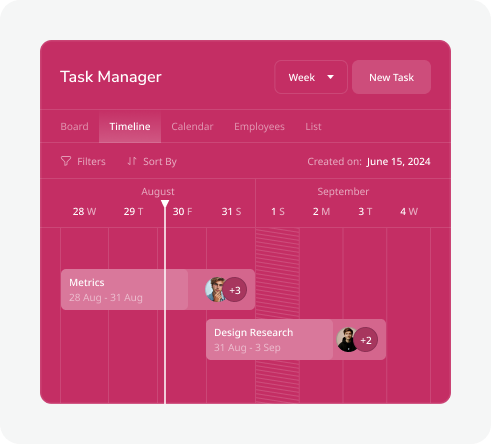 Task Manager
Week
New Task
Board Timeline Calendar Employees List
Filters Sort By
Created on: June 15, 2024
August September
28 W 29 T 30 F 31 S 1 S 2 M 3 T 4 W
Metrics
28 Aug - 31 Aug
+3
Design Research
31 Aug - 3 Sep
+2